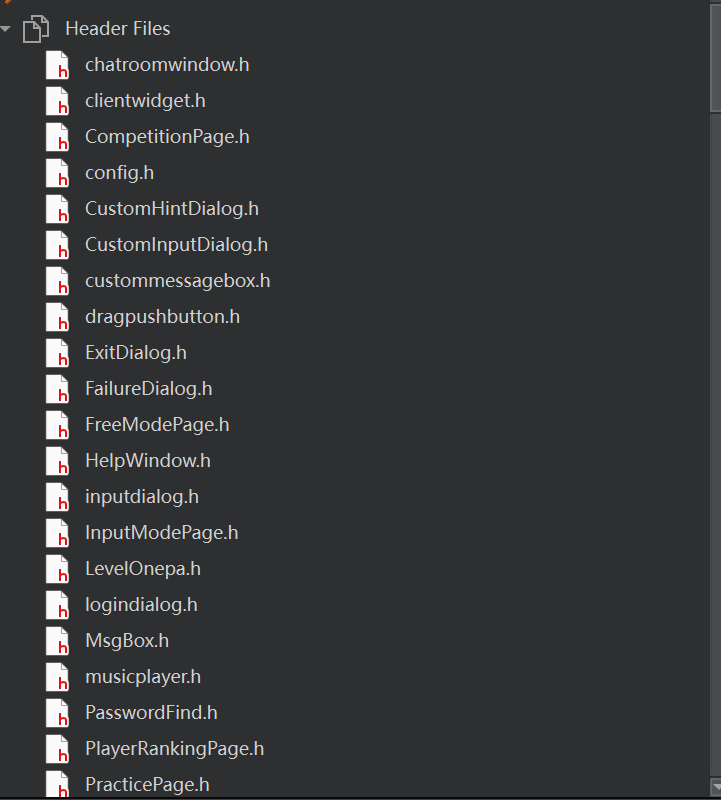 Header Files
chatroomwindow.h
clientwidget.h
CompetitionPage.h
config.h
CustomHintDialog.h
CustomInputDialog.h
custommessagebox.h
dragpushbutton.h
ExitDialog.h
FailureDialog.h
FreeModePage.h
HelpWindow.h
inputdialog.h
InputModePage.h
LevelOnepa.h
logindialog.h
MsgBox.h
musicplayer.h
PasswordFind.h
PlayerRankingPage.h
PracticePage.h